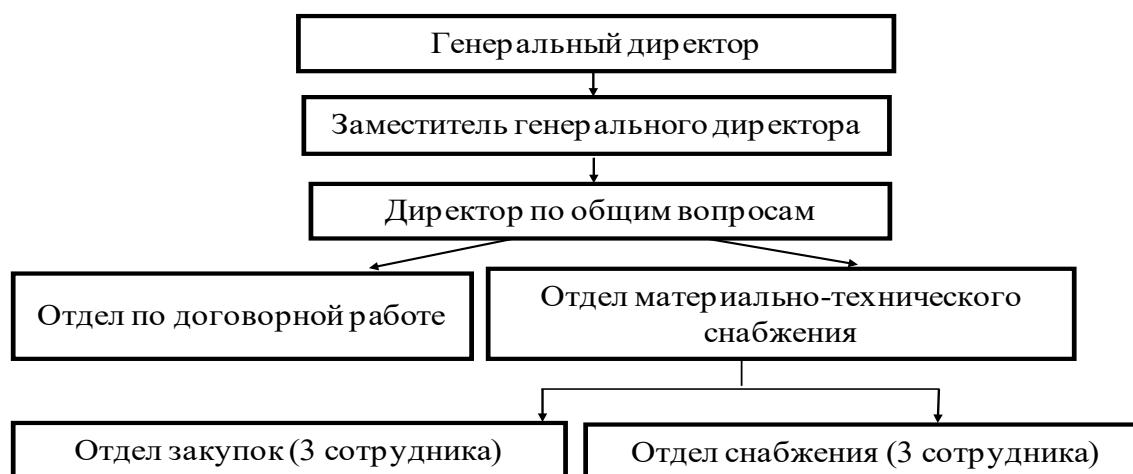 Генеральный директор
Заместитель генерального директора
Директор по общим вопросам
Отдел по договорной работе
Отдел материально-технического
снабжения
Отдел закупок (3 сотрудника)
Отдел снабжения (3 сотрудника)